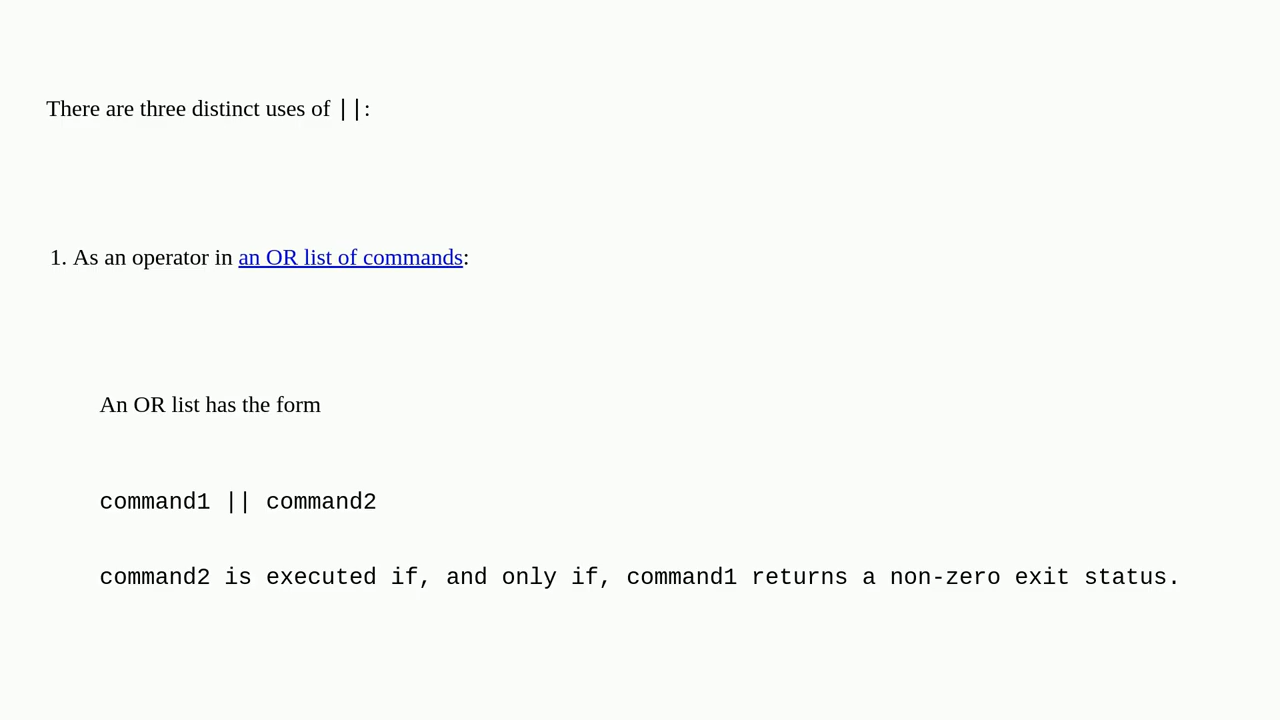 There are three distinct uses of ||:
1. As an operator in an OR list of commands:
An OR list has the form
command1 || command2
command2 is executed if, and only if, command1 returns a non-zero exit status.